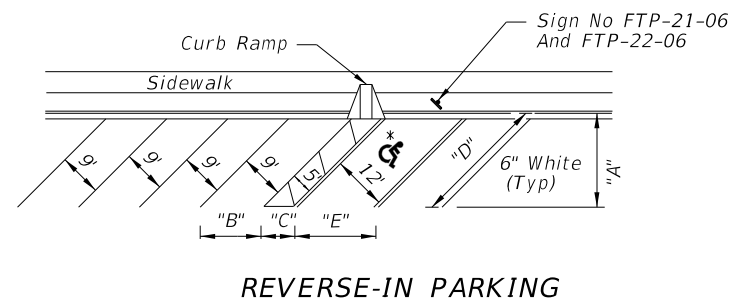 Sign No FTP-21-06
And FTP-22-06
Curb Ramp
Sidewalk
*
9'
9'
9'
9'
5'
12'
"D"
6" White
(Typ)
"A"
"B"
"C"
"E"
REVERSE-IN PARKING